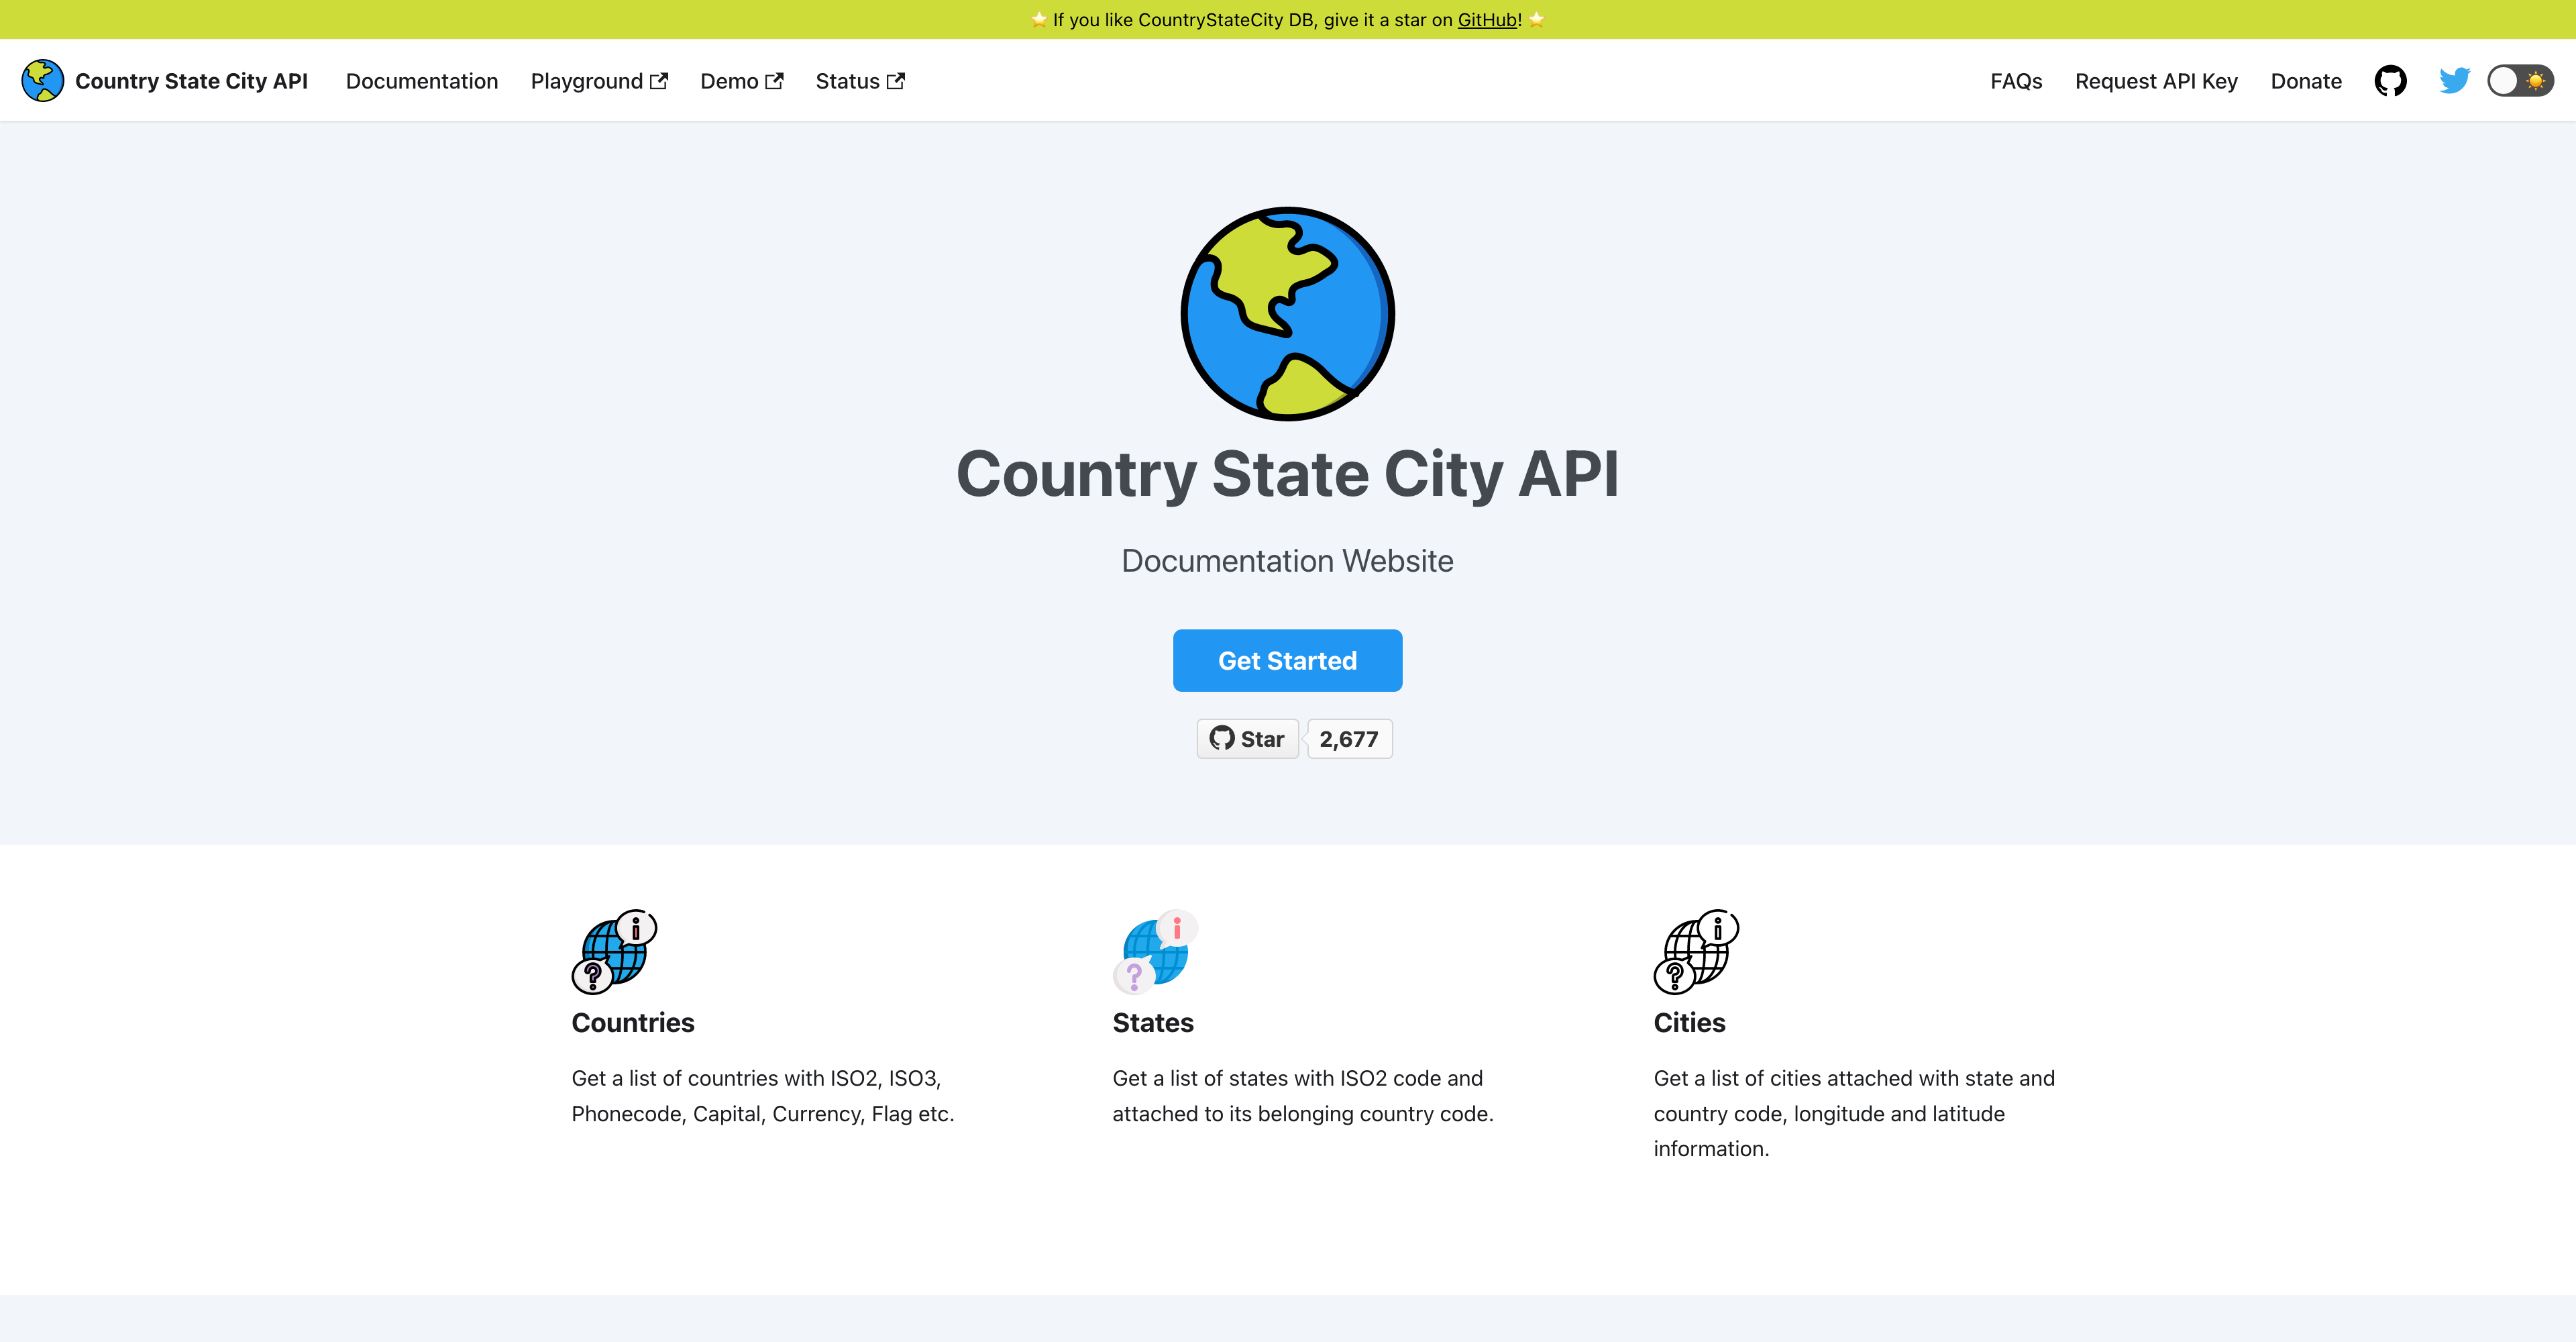 ⭐ If you like CountryStateCity DB, give it a star on GitHub! ⭐
Country State City API Documentation Playground Demo Status FAQs Request API Key Donate
Country State City API
Documentation Website
Get Started
Star 2,677
Countries
Get a list of countries with ISO2, ISO3,
Phonecode, Capital, Currency, Flag etc.
States
Get a list of states with ISO2 code and
attached to its belonging country code.
Cities
Get a list of cities attached with state and
country code, longitude and latitude
information.